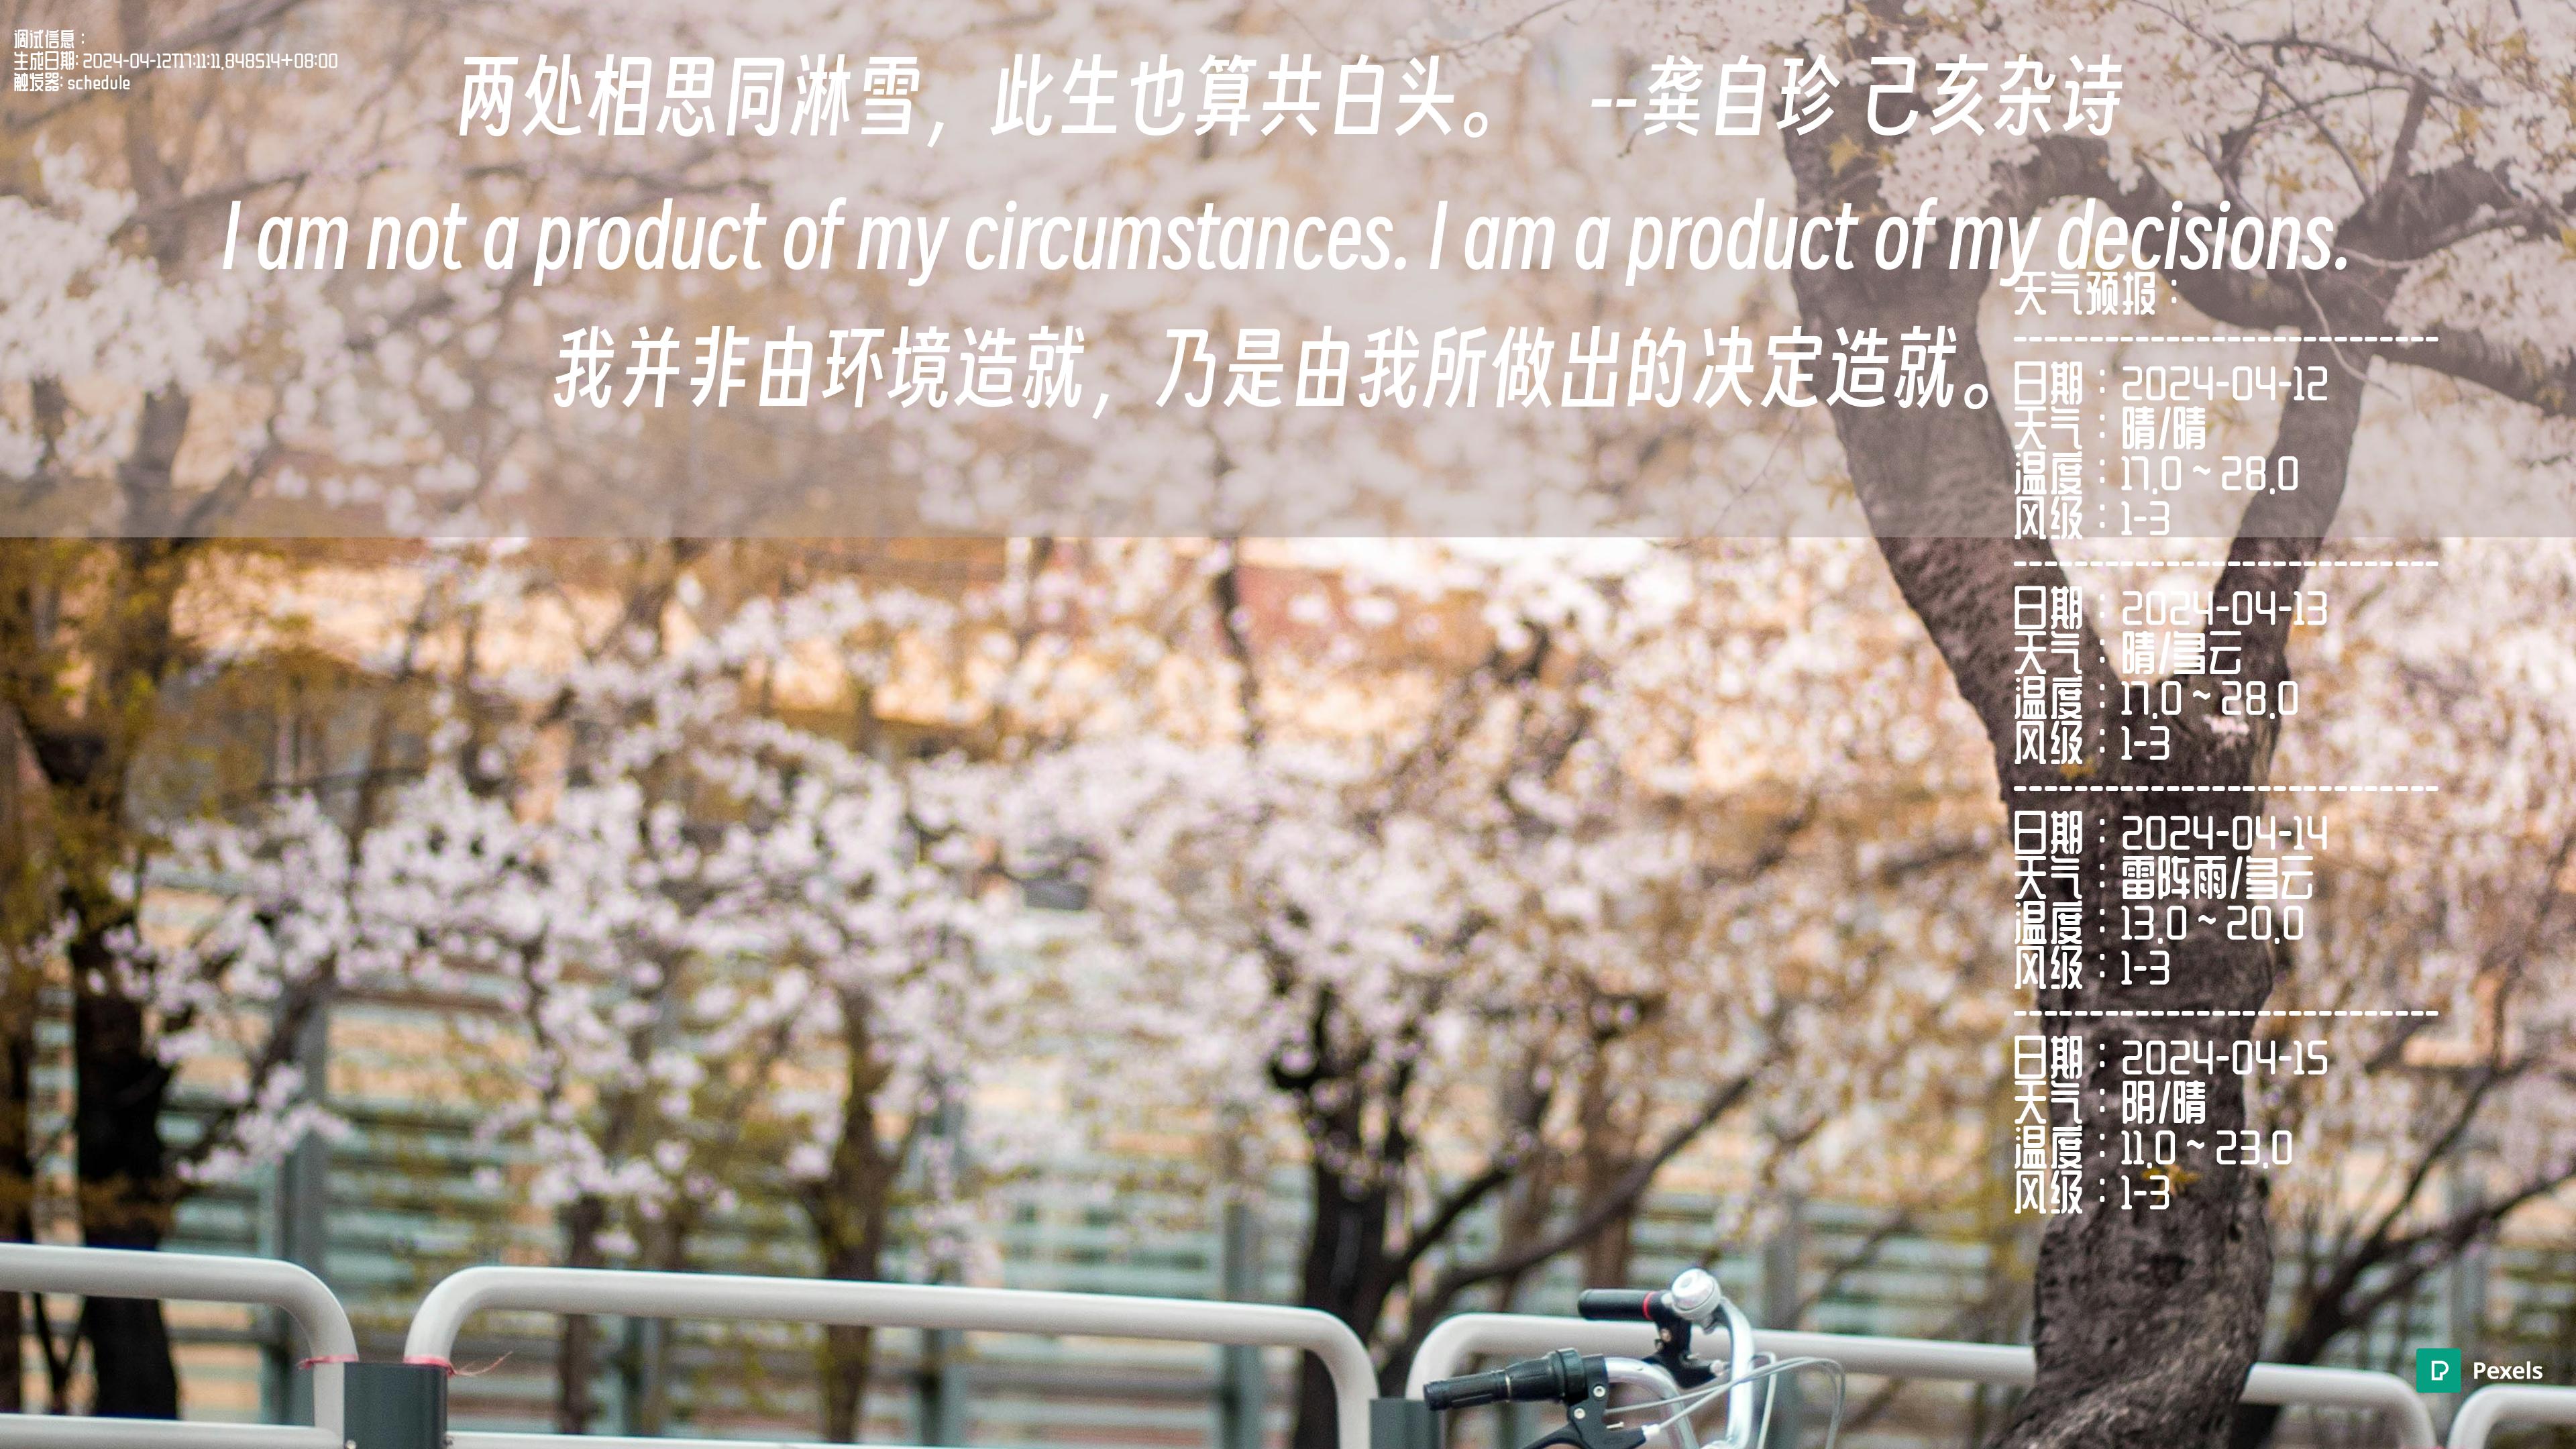 调试信息：
生成日期: 2024-04-12T17:11:11.848514+08:00
触发器: schedule
两处相思同淋雪，此生也算共白头。 --龚自珍 己亥杂诗
I am not a product of my circumstances. I am a product of my decisions.
我并非由环境造就，乃是由我所做出的决定造就。
天气预报：
------------------------
日期：2024-04-12
天气：晴/晴
温度：17.0 ~ 28.0
风级：1-3
------------------------
日期：2024-04-13
天气：晴/多云
温度：17.0 ~ 28.0
风级：1-3
------------------------
日期：2024-04-14
天气：雷阵雨/多云
温度：13.0 ~ 20.0
风级：1-3
------------------------
日期：2024-04-15
天气：阴/晴
温度：11.0 ~ 23.0
风级：1-3
Pexels